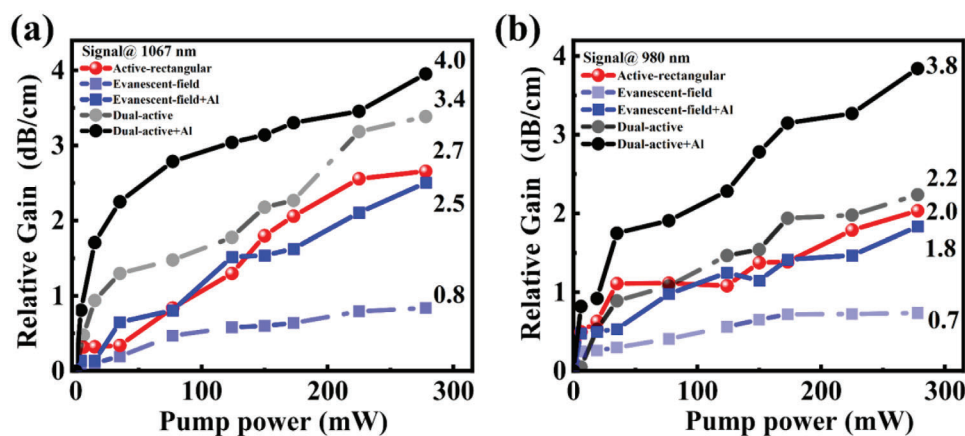 (a)
Signal@ 1067 nm
Active-rectangular
Evanescent-field
Evanescent-field+Al
Dual-active
Dual-active+Al
4.0
3.4
2.7
2.5
0.8
4
3
2
1
0
0
100
200
300
Relative Gain (dB/cm)
Pump power (mW)
(b)
Signal@ 980 nm
Active-rectangular
Evanescent-field
Evanescent-field+Al
Dual-active
Dual-active+Al
3.8
2.2
2.0
1.8
0.7
4
3
2
1
0
0
100
200
300
Relative Gain (dB/cm)
Pump power (mW)